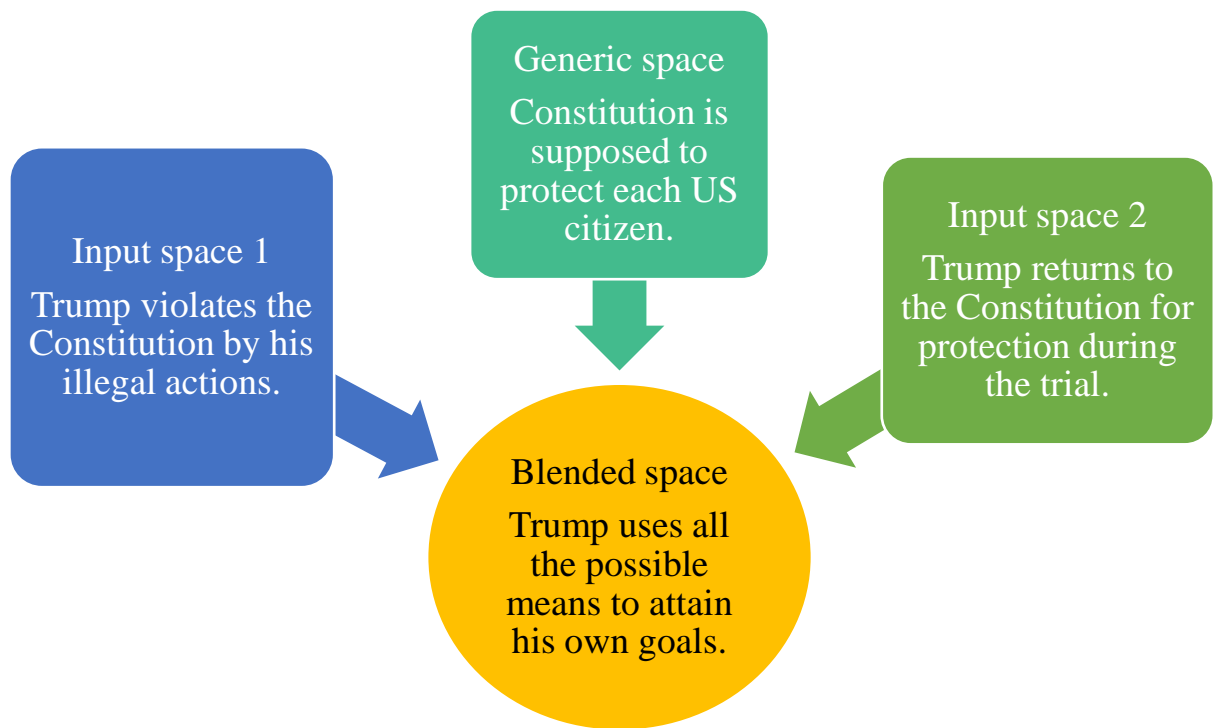 Generic space
Constitution is
supposed to
protect each US
citizen.
Input space 1
Trump violates the
Constitution by his
illegal actions.
Input space 2
Trump returns to
the Constitution for
protection during
the trial.
Blended space
Trump uses all
the possible
means to attain
his own goals.